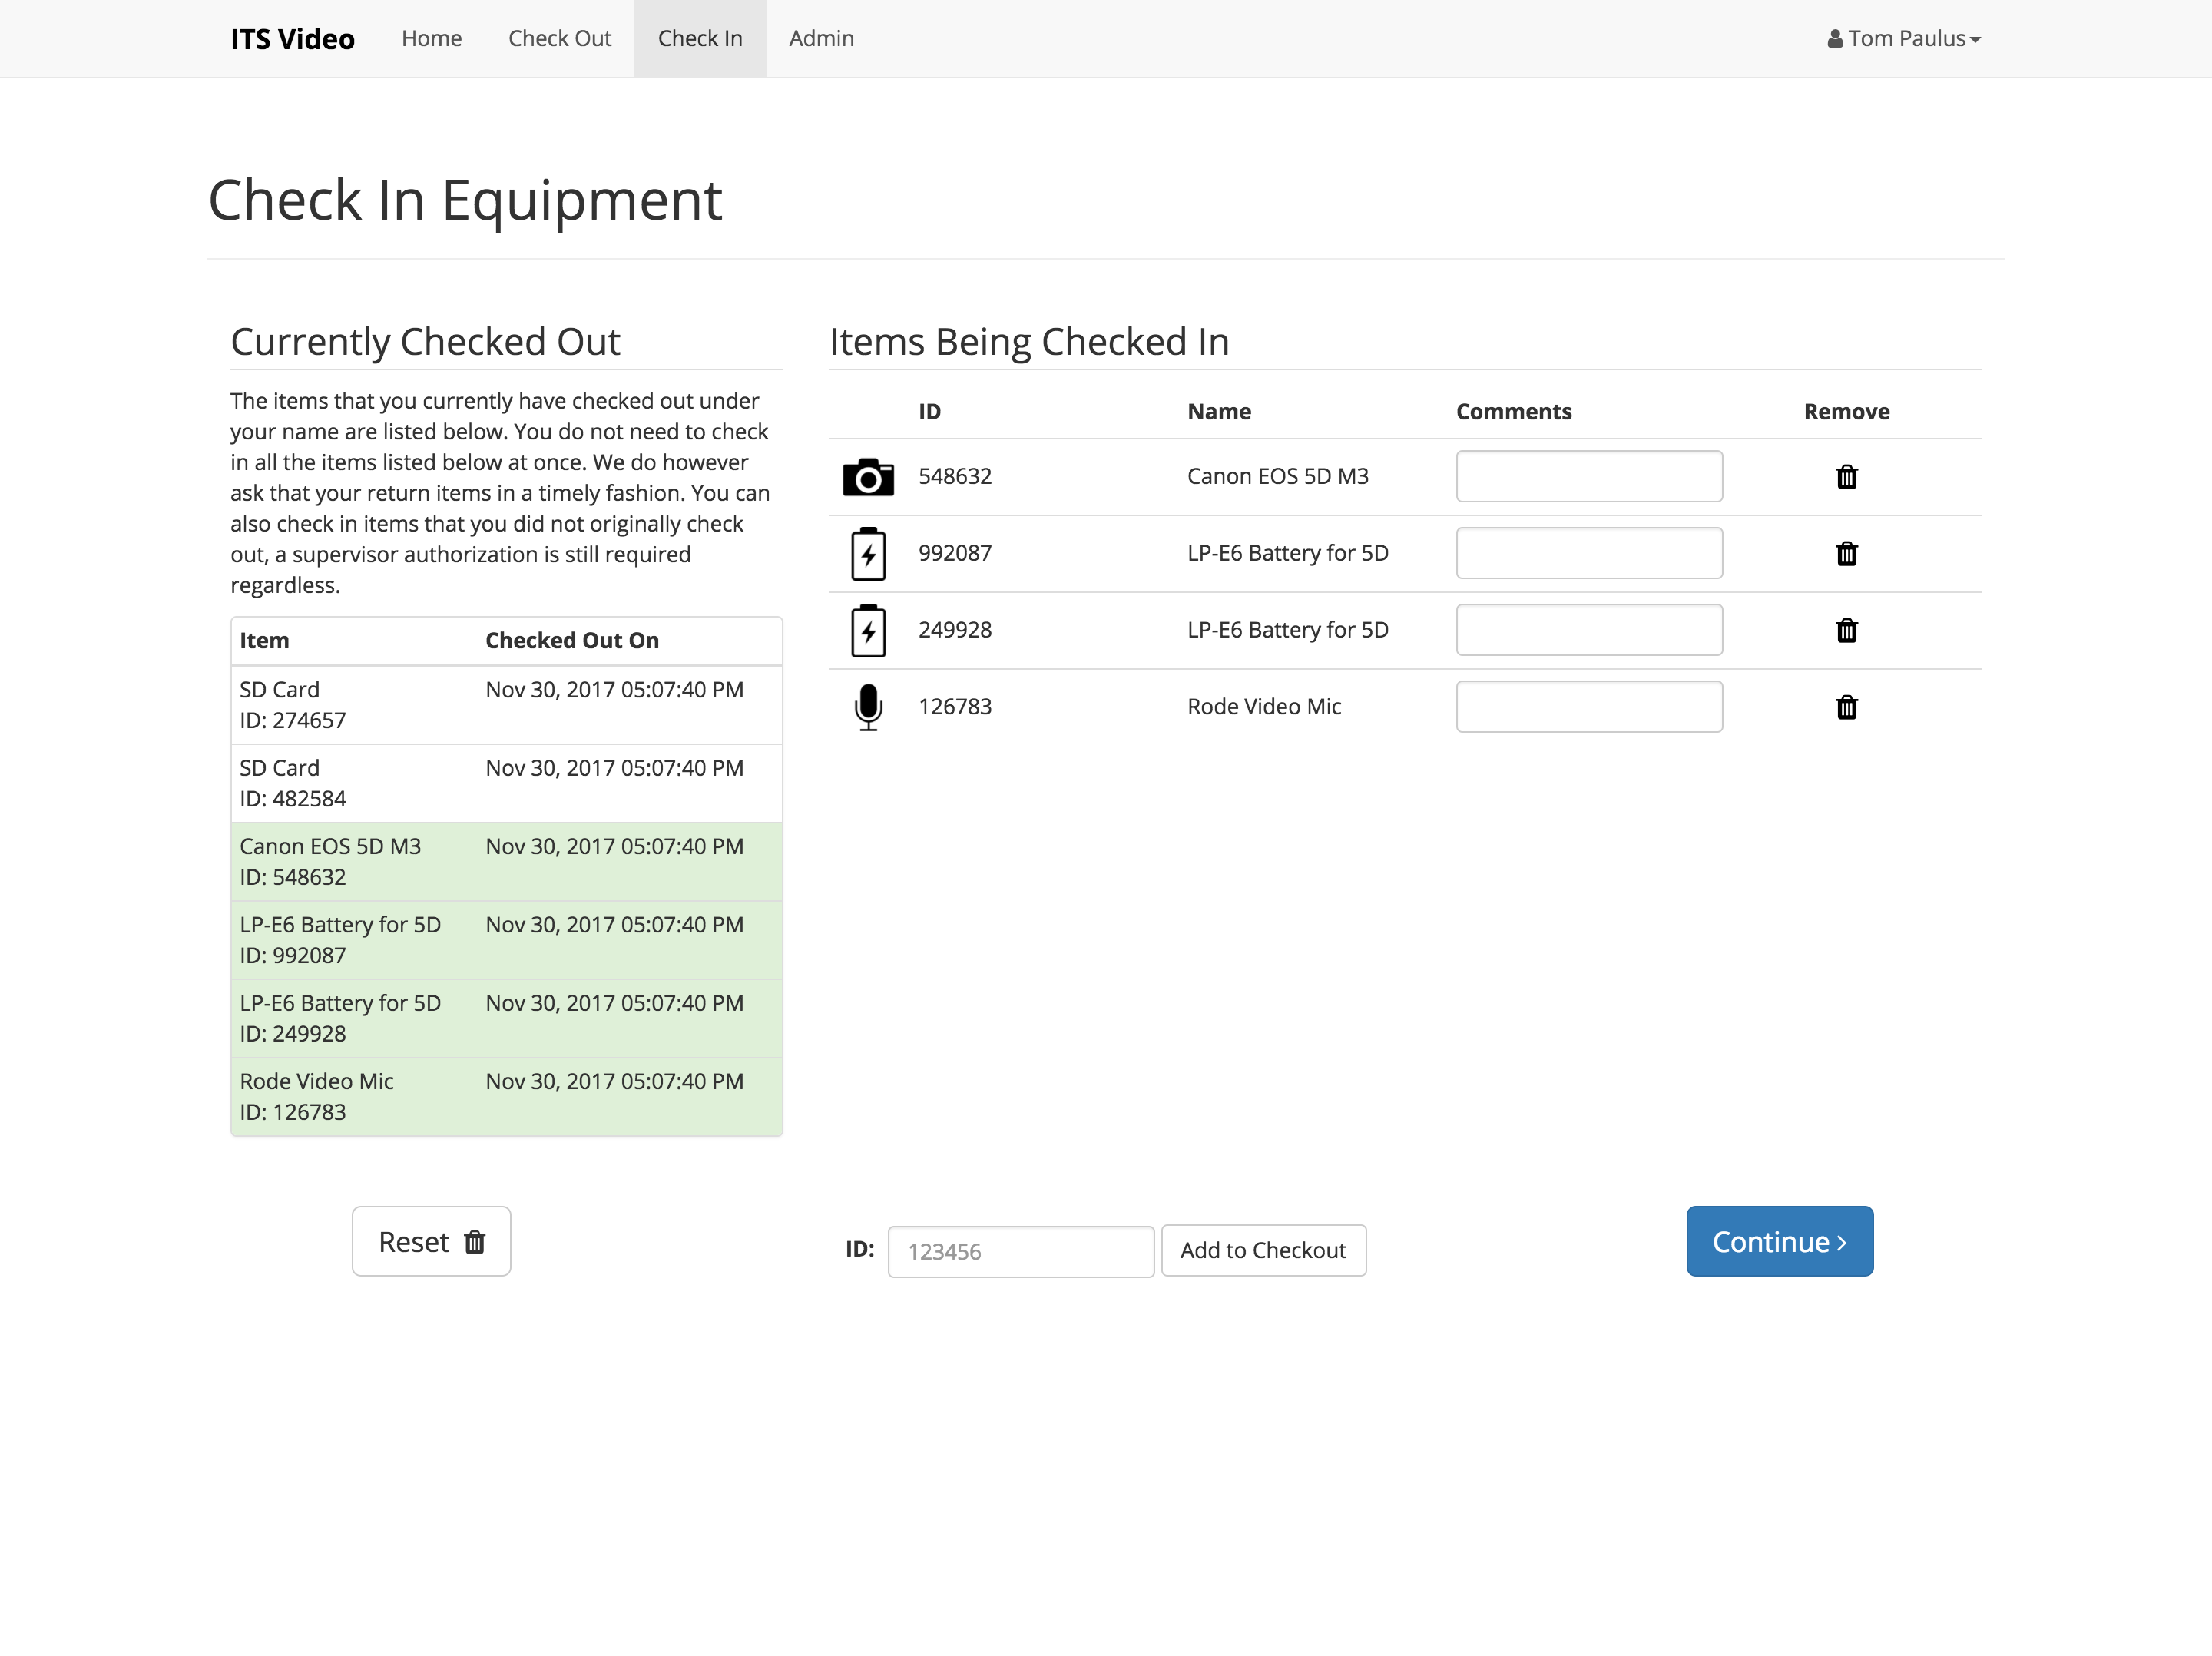 ITS Video Home Check Out Check In Admin Tom Paulus
Check In Equipment
Currently Checked Out
The items that you currently have checked out under
your name are listed below. You do not need to check
in all the items listed below at once. We do however
ask that your return items in a timely fashion. You can
also check in items that you did not originally check
out, a supervisor authorization is still required
regardless.
Item Checked Out On
SD Card Nov 30, 2017 05:07:40 PM
ID: 274657
SD Card Nov 30, 2017 05:07:40 PM
ID: 482584
Canon EOS 5D M3 Nov 30, 2017 05:07:40 PM
ID: 548632
LP-E6 Battery for 5D Nov 30, 2017 05:07:40 PM
ID: 992087
LP-E6 Battery for 5D Nov 30, 2017 05:07:40 PM
ID: 249928
Rode Video Mic Nov 30, 2017 05:07:40 PM
ID: 126783
Items Being Checked In
ID Name Comments Remove
548632 Canon EOS 5D M3
992087 LP-E6 Battery for 5D
249928 LP-E6 Battery for 5D
126783 Rode Video Mic
Reset
ID: 123456 Add to Checkout
Continue